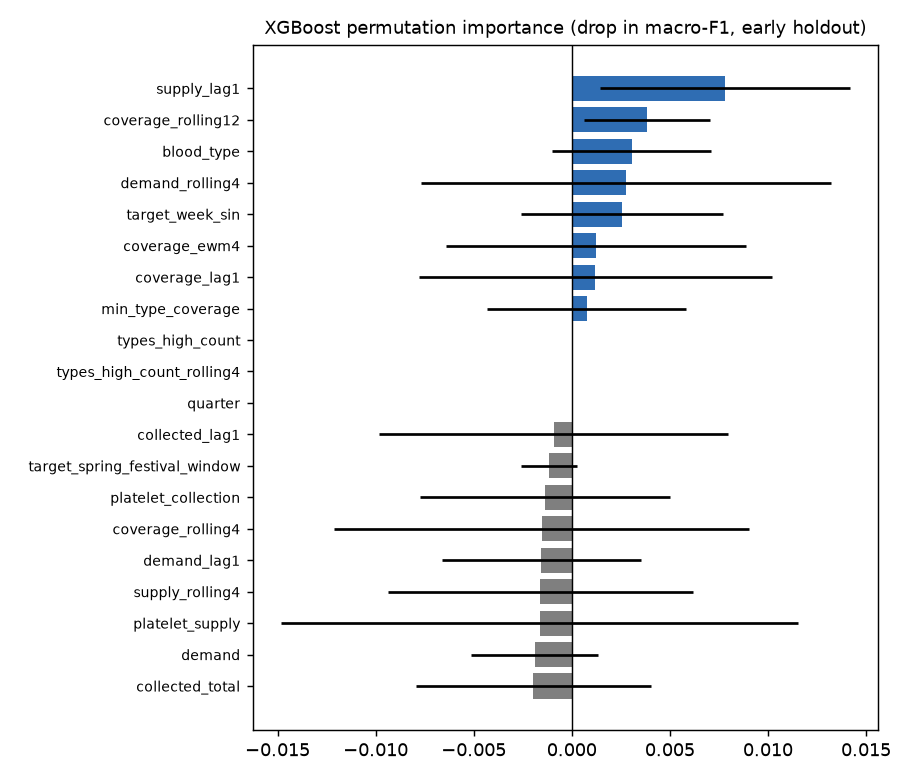 XGBoost permutation importance (drop in macro-F1, early holdout)
supply_lag1
coverage_rolling12
blood_type
demand_rolling4
target_week_sin
coverage_ewm4
coverage_lag1
min_type_coverage
types_high_count
types_high_count_rolling4
quarter
collected_lag1
target_spring_festival_window
platelet_collection
coverage_rolling4
demand_lag1
supply_rolling4
platelet_supply
demand
collected_total
−0.015 −0.010 −0.005 0.000 0.005 0.010 0.015